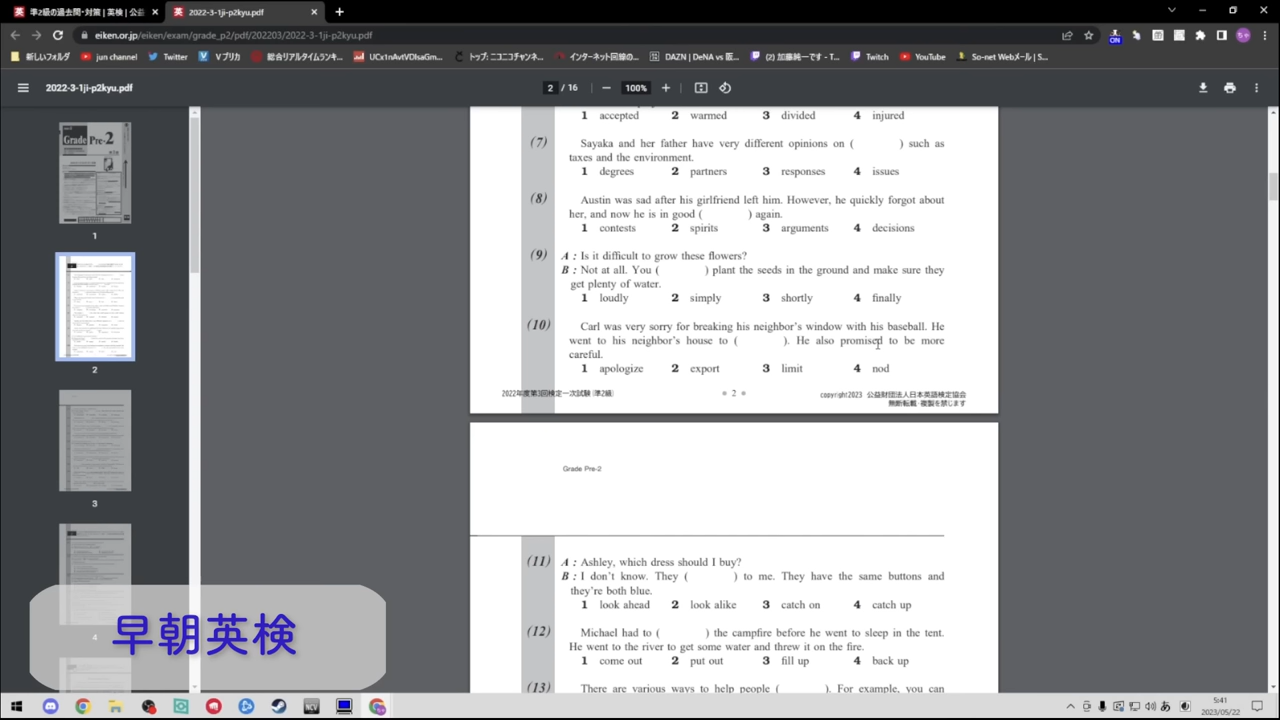 準2級の過去問・対策 | 英検 | 公益
2022-3-1ji-p2kyu.pdf
eiken.or.jp/eiken/exam/grade_p2/pdf/202203/2022-3-1ji-p2kyu.pdf
新しいフォルダ
jun channel
Twitter
V プリカ
総合リアルタイムランキ...
UCx1nAvtVDlsaGm...
トップ: ニコニコチャンネ...
インターネット回線の...
DAZN | DeNA vs 阪...
(2) 加藤純一です - T...
Twitch
YouTube
So-net Webメール | S...
2022-3-1ji-p2kyu.pdf
2 / 16
100%
1 accepted 2 warmed 3 divided 4 injured
(7) Sayaka and her father have very different opinions on ( ) such as
taxes and the environment.
1 degrees 2 partners 3 responses 4 issues
(8) Austin was sad after his girlfriend left him. However, he quickly forgot about
her, and now he is in good ( ) again.
1 contests 2 spirits 3 arguments 4 decisions
(9) A : Is it difficult to grow these flowers?
B : Not at all. You ( ) plant the seeds in the ground and make sure they
get plenty of water.
1 loudly 2 simply 3 shortly 4 finally
(10) Carl was very sorry for breaking his neighbor's window with his baseball. He
went to his neighbor's house to ( ). He also promised to be more
careful.
1 apologize 2 export 3 limit 4 nod
2022年度第3回検定一次試験(準2級)
2
copyright2023 公益財団法人日本英語検定協会
無断転載・複製を禁じます
Grade Pre-2
(11) A : Ashley, which dress should I buy?
B : I don't know. They ( ) to me. They have the same buttons and
they're both blue.
1 look ahead 2 look alike 3 catch on 4 catch up
(12) Michael had to ( ) the campfire before he went to sleep in the tent.
He went to the river to get some water and threw it on the fire.
1 come out 2 put out 3 fill up 4 back up
(13) There are various ways to help people ( ). For example, you can
Grade Pre-2
1
2
3
4
早朝英検
5:41
2023/05/22